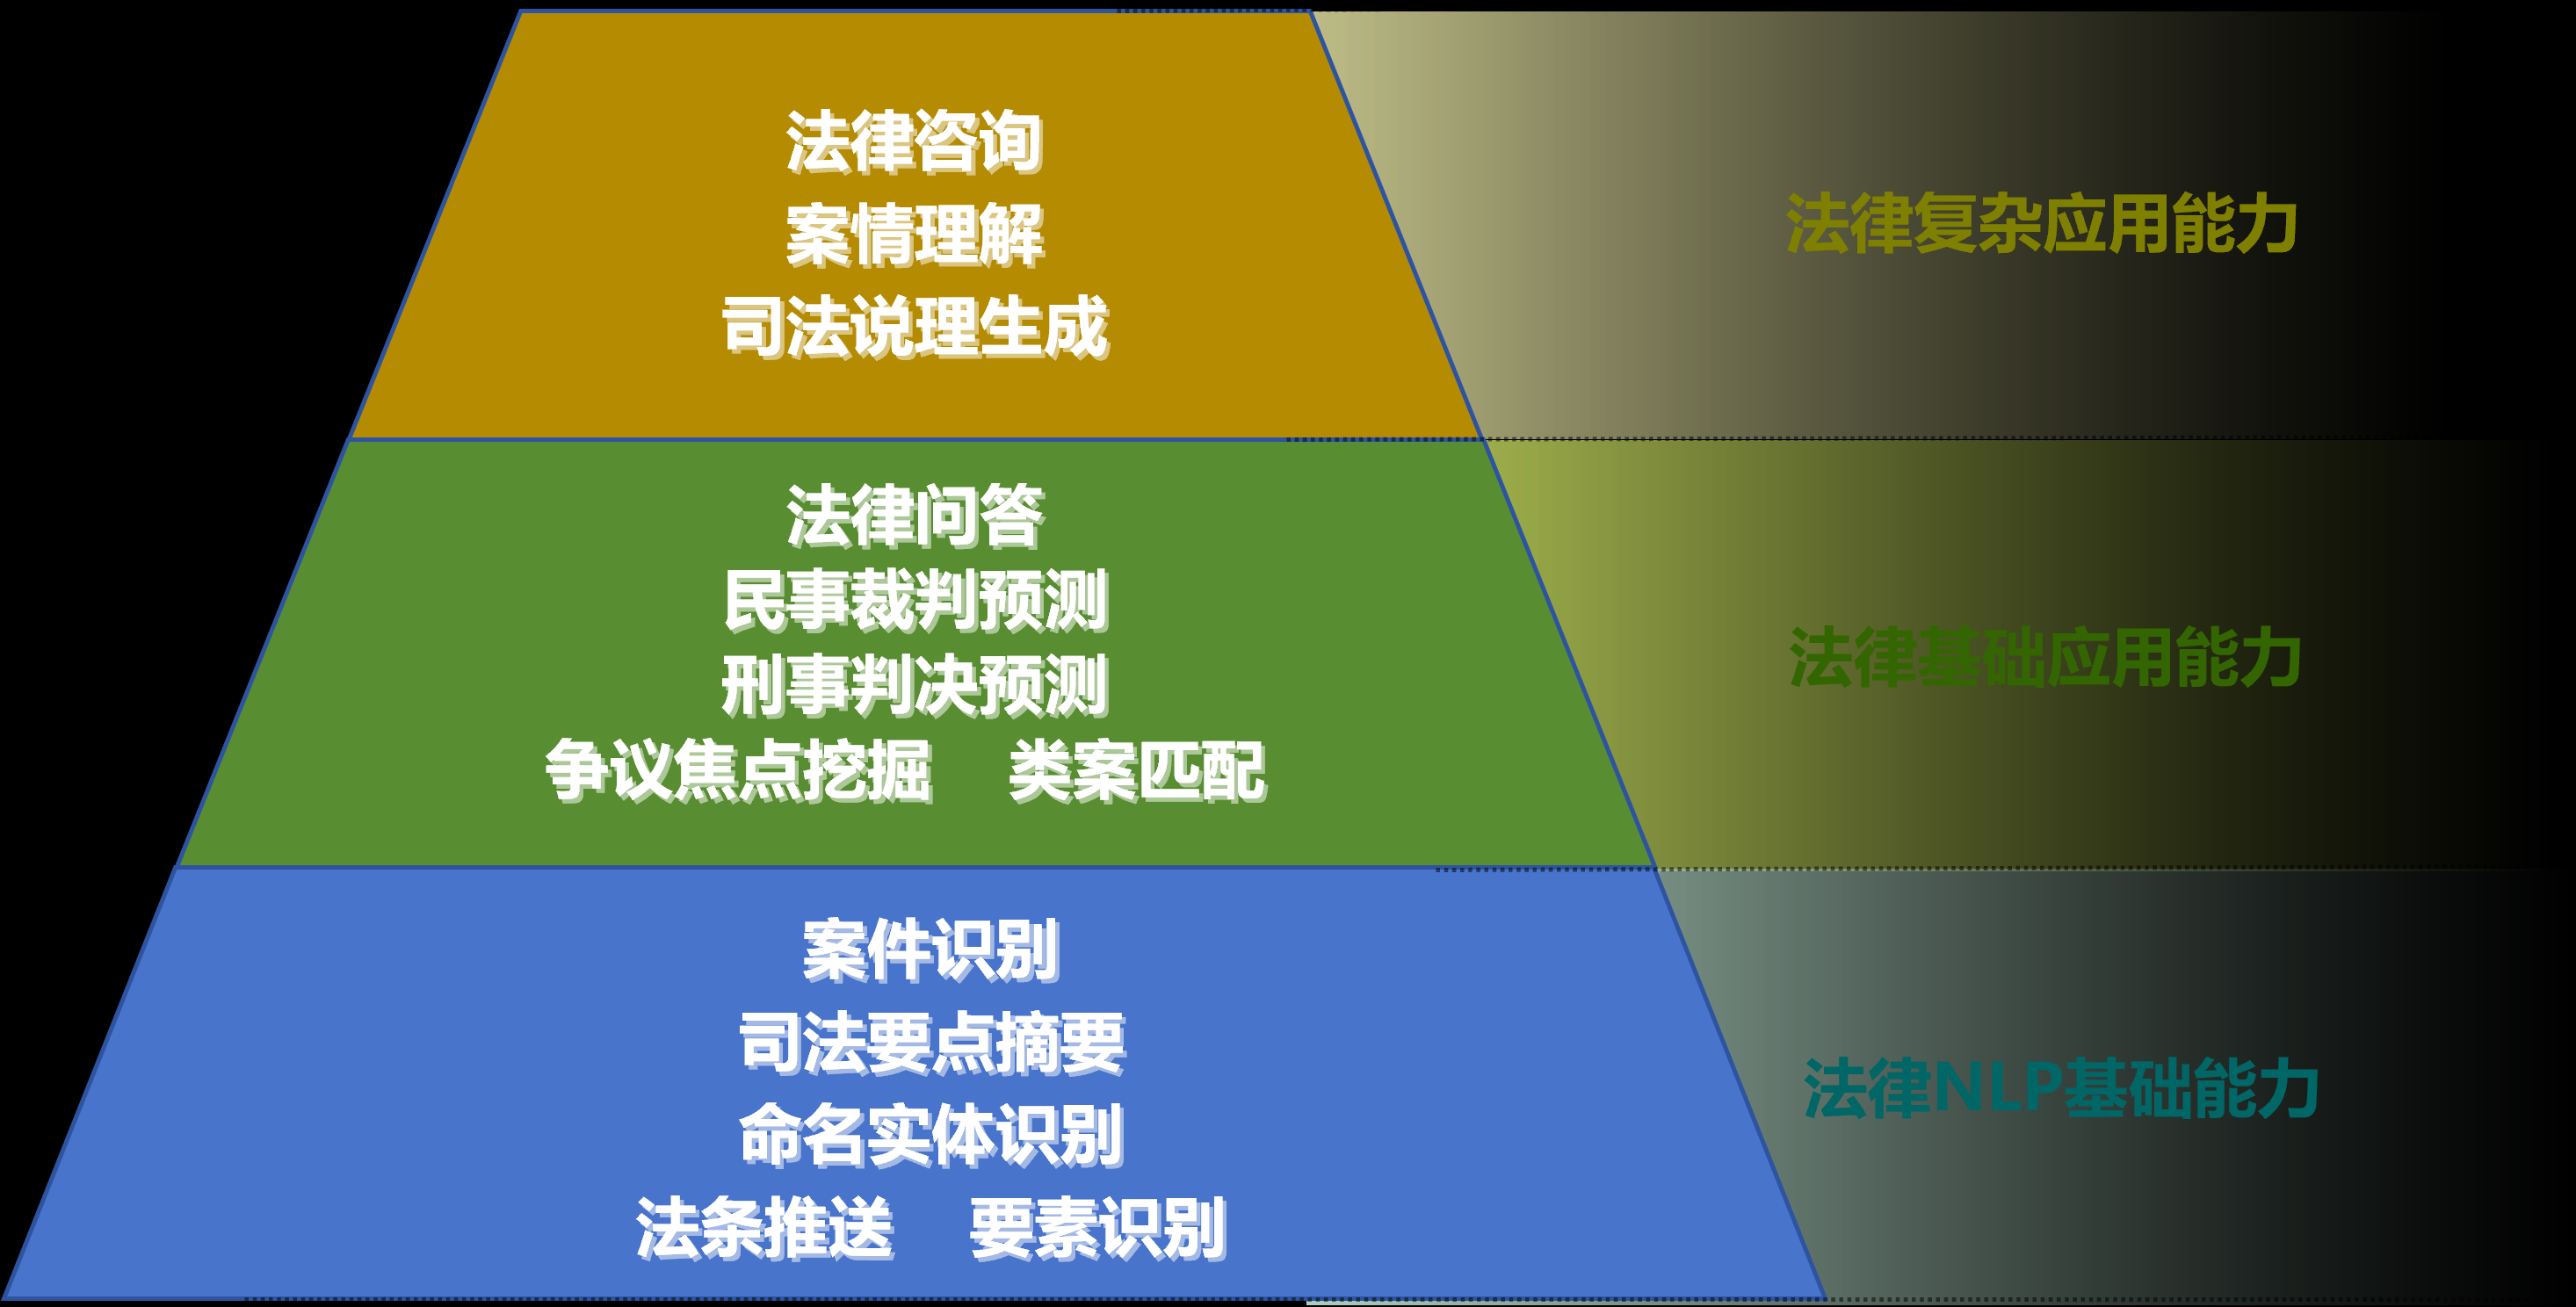 法律咨询
案情理解
司法说理生成
法律复杂应用能力
法律问答
民事裁判预测
刑事判决预测
争议焦点挖掘 类案匹配
法律基础应用能力
案件识别
司法要点摘要
命名实体识别
法条推送 要素识别
法律NLP基础能力